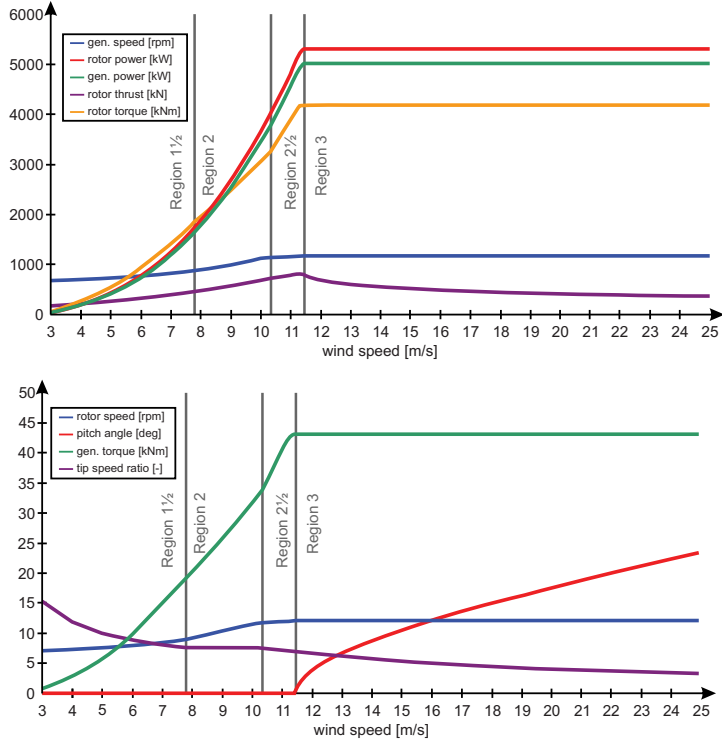 6000
5000
4000
3000
2000
1000
0
gen. speed [rpm]
rotor power [kW]
gen. power [kW]
rotor thrust [kN]
rotor torque [kNm]
Region 1½
Region 2
Region 2½
Region 3
3 4 5 6 7 8 9 10 11 12 13 14 15 16 17 18 19 20 21 22 23 24 25
wind speed [m/s]
50
45
40
35
30
25
20
15
10
5
0
rotor speed [rpm]
pitch angle [deg]
gen. torque [kNm]
tip speed ratio [-]
Region 1½
Region 2
Region 2½
Region 3
3 4 5 6 7 8 9 10 11 12 13 14 15 16 17 18 19 20 21 22 23 24 25
wind speed [m/s]